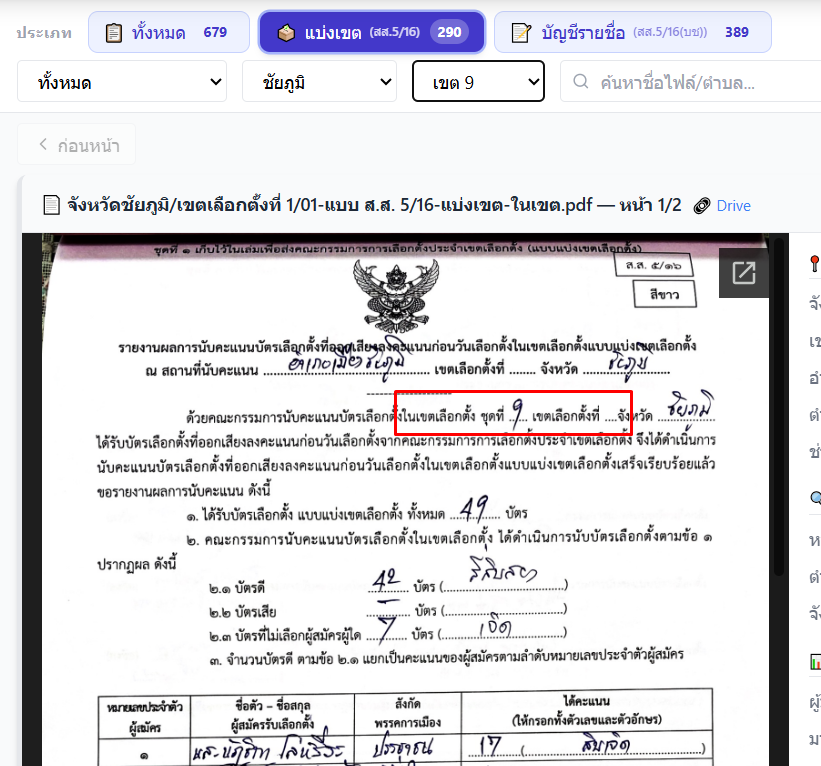 ประเภท ทั้งหมด 679 แบ่งเขต (สส.5/16) 290 บัญชีรายชื่อ (สส.5/16(บช)) 389
ทั้งหมด ชัยภูมิ เขต 9 ค้นหาชื่อไฟล์/ตำบล...
ก่อนหน้า
จังหวัดชัยภูมิ/เขตเลือกตั้งที่ 1/01-แบบ ส.ส. 5/16-แบ่งเขต-ในเขต.pdf — หน้า 1/2 Drive
ชุดที่ ๑ เก็บไว้ในเล่มเพื่อส่งคณะกรรมการการเลือกตั้งประจำเขตเลือกตั้ง (แบบแบ่งเขตเลือกตั้ง)
ส.ส. ๕/๑๖
สีขาว
รายงานผลการนับคะแนนบัตรเลือกตั้งที่ออกเสียงลงคะแนนก่อนวันเลือกตั้งในเขตเลือกตั้งแบบแบ่งเขตเลือกตั้ง
ณ สถานที่นับคะแนน อำเภอเมืองชัยภูมิ เขตเลือกตั้งที่ ........ จังหวัด ชัยภูมิ
ด้วยคณะกรรมการนับคะแนนบัตรเลือกตั้งในเขตเลือกตั้ง ชุดที่ 9 เขตเลือกตั้งที่ ....จังหวัด ชัยภูมิ
ได้รับบัตรเลือกตั้งที่ออกเสียงลงคะแนนก่อนวันเลือกตั้งจากคณะกรรมการการเลือกตั้งประจำเขตเลือกตั้ง จึงได้ดำเนินการ
นับคะแนนบัตรเลือกตั้งที่ออกเสียงลงคะแนนก่อนวันเลือกตั้งในเขตเลือกตั้งแบบแบ่งเขตเลือกตั้งเสร็จเรียบร้อยแล้ว
ขอรายงานผลการนับคะแนน ดังนี้
๑. ได้รับบัตรเลือกตั้ง แบบแบ่งเขตเลือกตั้ง ทั้งหมด 49 บัตร
๒. คณะกรรมการนับคะแนนบัตรเลือกตั้งในเขตเลือกตั้ง ได้ดำเนินการนับบัตรเลือกตั้งตามข้อ ๑
ปรากฏผล ดังนี้
๒.๑ บัตรดี 42 บัตร (สี่สิบสอง)
๒.๒ บัตรเสีย - บัตร (....................)
๒.๓ บัตรที่ไม่เลือกผู้สมัครผู้ใด 7 บัตร (เจ็ด)
๓. จำนวนบัตรดี ตามข้อ ๒.๑ แยกเป็นคะแนนของผู้สมัครตามลำดับหมายเลขประจำตัวผู้สมัคร
หมายเลขประจำตัว ชื่อตัว – ชื่อสกุล สังกัด ได้คะแนน
ผู้สมัคร ผู้สมัครรับเลือกตั้ง พรรคการเมือง (ให้กรอกทั้งตัวเลขและตัวอักษร)
๑ ประชาชน 17 (สิบเจ็ด)